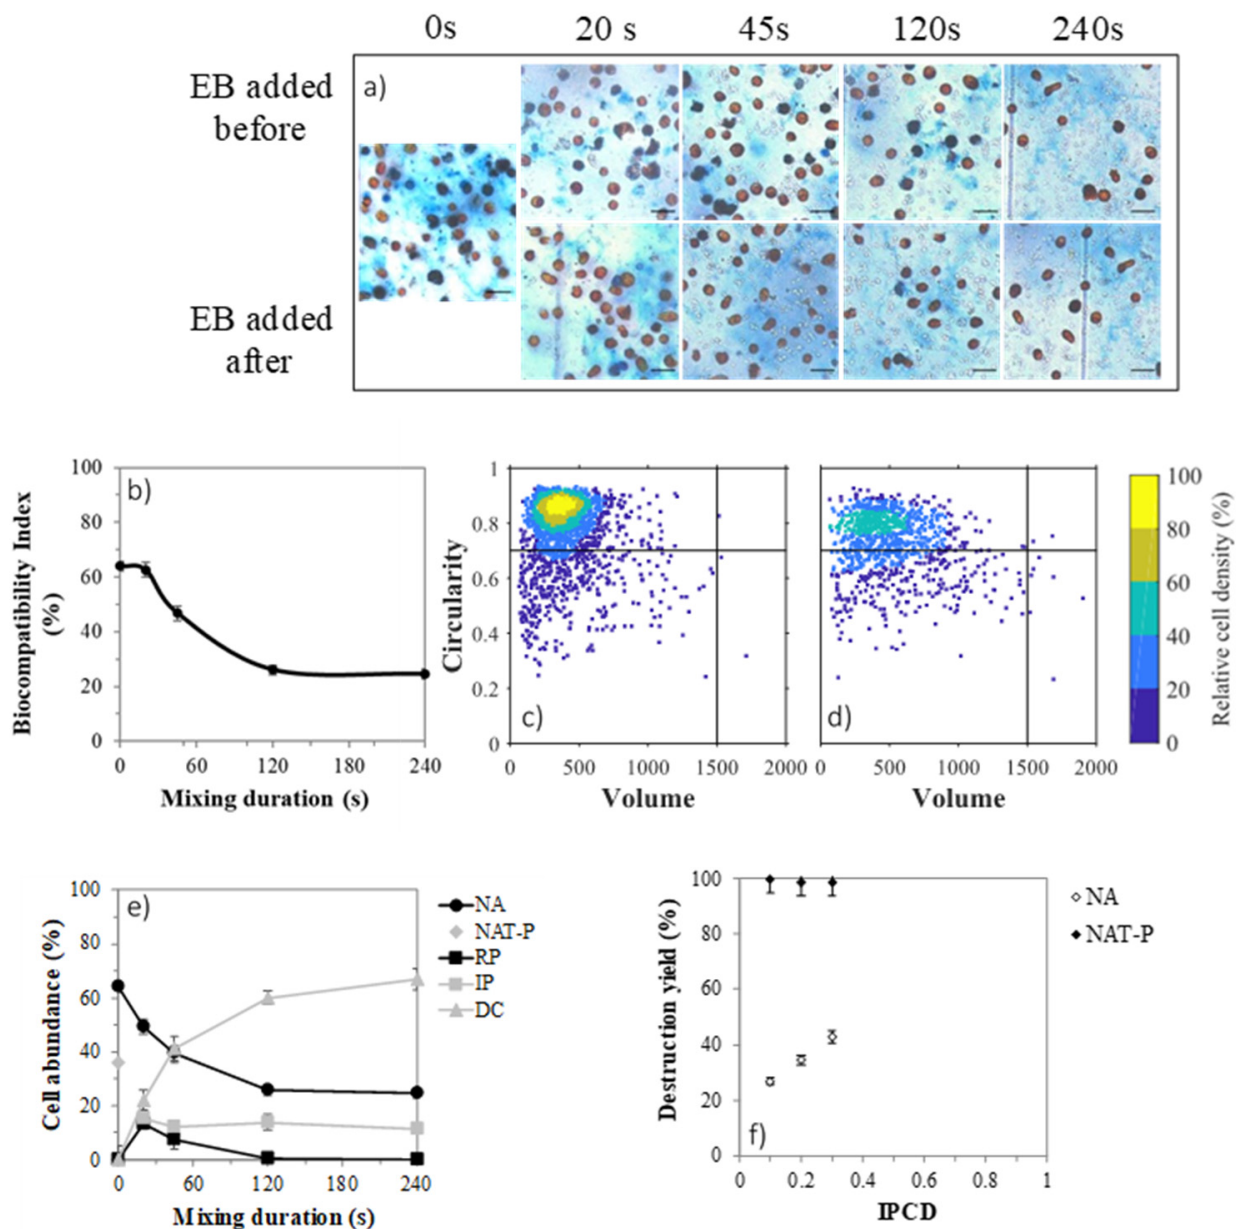 0s 20 s 45s 120s 240s
EB added
before
a)
EB added
after
100
80
60
40
20
0
b)
Biocompatibility Index
(%)
0 60 120 180 240
Mixing duration (s)
1
0.8
0.6
0.4
0.2
0
Circularity
c)
0 500 1000 1500 2000
Volume
d)
0 500 1000 1500 2000
Volume
100
80
60
40
20
0
Relative cell density (%)
100
80
60
40
20
0
e)
Cell abundance (%)
0 60 120 180 240
Mixing duration (s)
NA
NAT-P
RP
IP
DC
100
80
60
40
20
0
f)
Destruction yield (%)
0 0.2 0.4 0.6 0.8 1
IPCD
NA
NAT-P